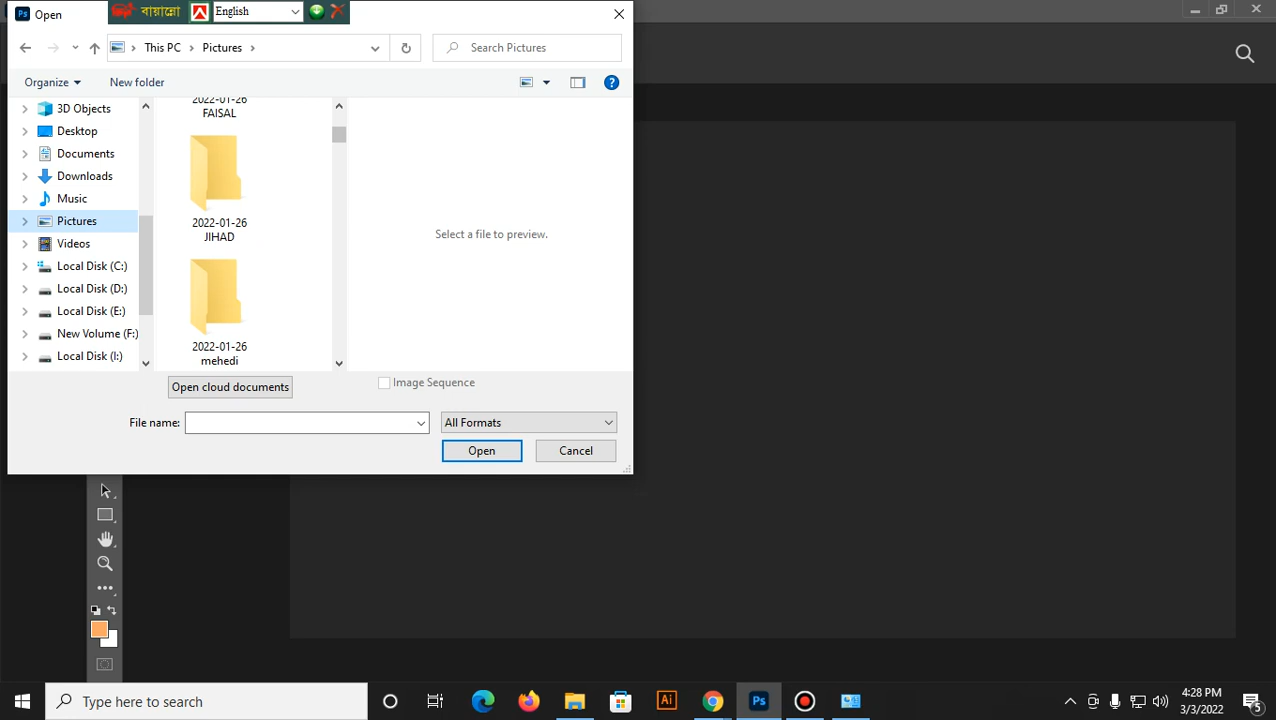 Open
বায়ান্নো
English
This PC
Pictures
Search Pictures
Organize
New folder
3D Objects
Desktop
Documents
Downloads
Music
Pictures
Videos
Local Disk (C:)
Local Disk (D:)
Local Disk (E:)
New Volume (F:)
Local Disk (I:)
2022-01-26
FAISAL
2022-01-26
JIHAD
2022-01-26
mehedi
Select a file to preview.
Open cloud documents
Image Sequence
File name:
All Formats
Open
Cancel
Type here to search
Ai
Ps
4:28 PM
3/3/2022
5